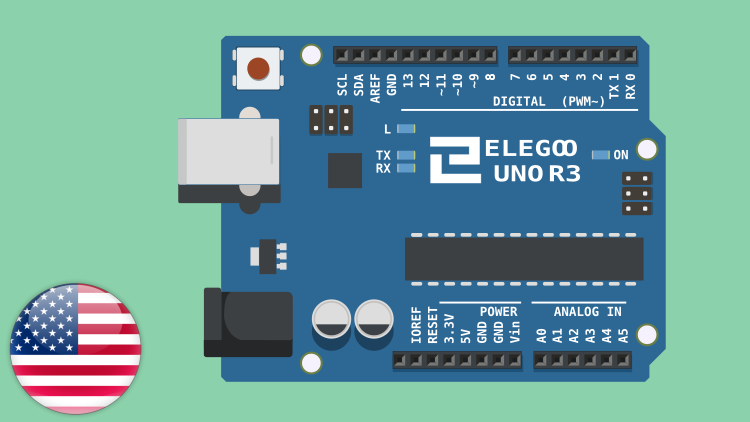 SCL SDA AREF GND 13 12 ~11 ~10 ~9 8 7 6 5 4 3 2 TX 1 RX 0
DIGITAL (PWM~)
L
TX
RX
ELEGOO
UNO R3
ON
POWER
ANALOG IN
IOREF RESET 3.3V 5V GND GND Vin A0 A1 A2 A3 A4 A5